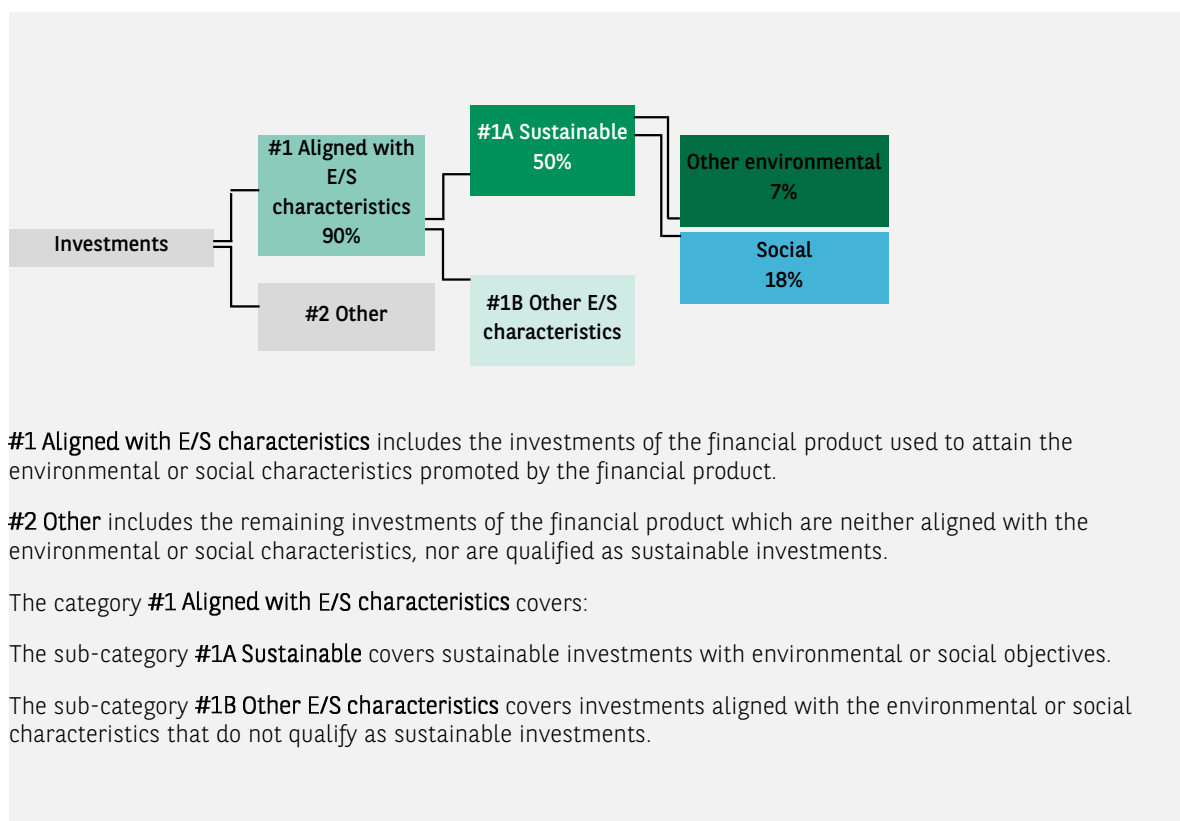 Investments
#1 Aligned with
E/S
characteristics
90%
#2 Other
#1A Sustainable
50%
#1B Other E/S
characteristics
Other environmental
7%
Social
18%
#1 Aligned with E/S characteristics includes the investments of the financial product used to attain the
environmental or social characteristics promoted by the financial product.
#2 Other includes the remaining investments of the financial product which are neither aligned with the
environmental or social characteristics, nor are qualified as sustainable investments.
The category #1 Aligned with E/S characteristics covers:
The sub-category #1A Sustainable covers sustainable investments with environmental or social objectives.
The sub-category #1B Other E/S characteristics covers investments aligned with the environmental or social
characteristics that do not qualify as sustainable investments.